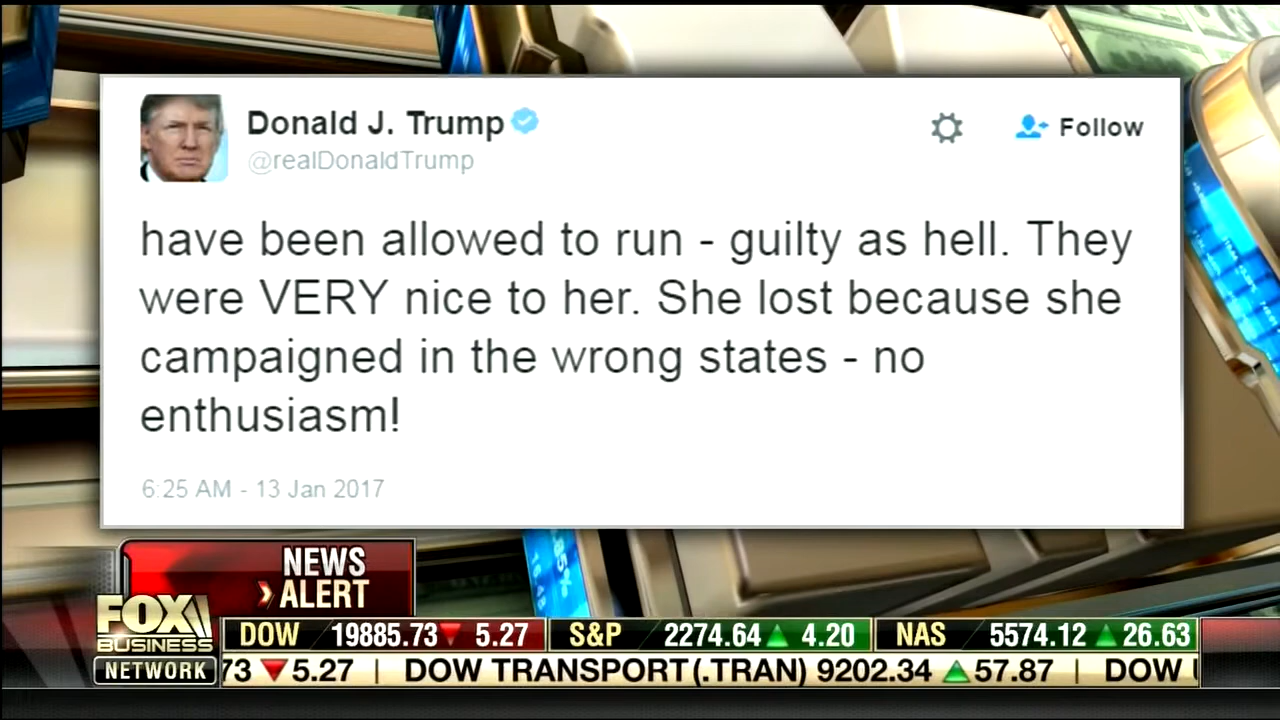 Donald J. Trump
@realDonaldTrump
Follow
have been allowed to run - guilty as hell. They
were VERY nice to her. She lost because she
campaigned in the wrong states - no
enthusiasm!
6:25 AM - 13 Jan 2017
NEWS
ALERT
FOX
BUSINESS
NETWORK
DOW 19885.73 5.27 S&P 2274.64 4.20 NAS 5574.12 26.63
73 5.27 | DOW TRANSPORT(.TRAN) 9202.34 57.87 | DOW